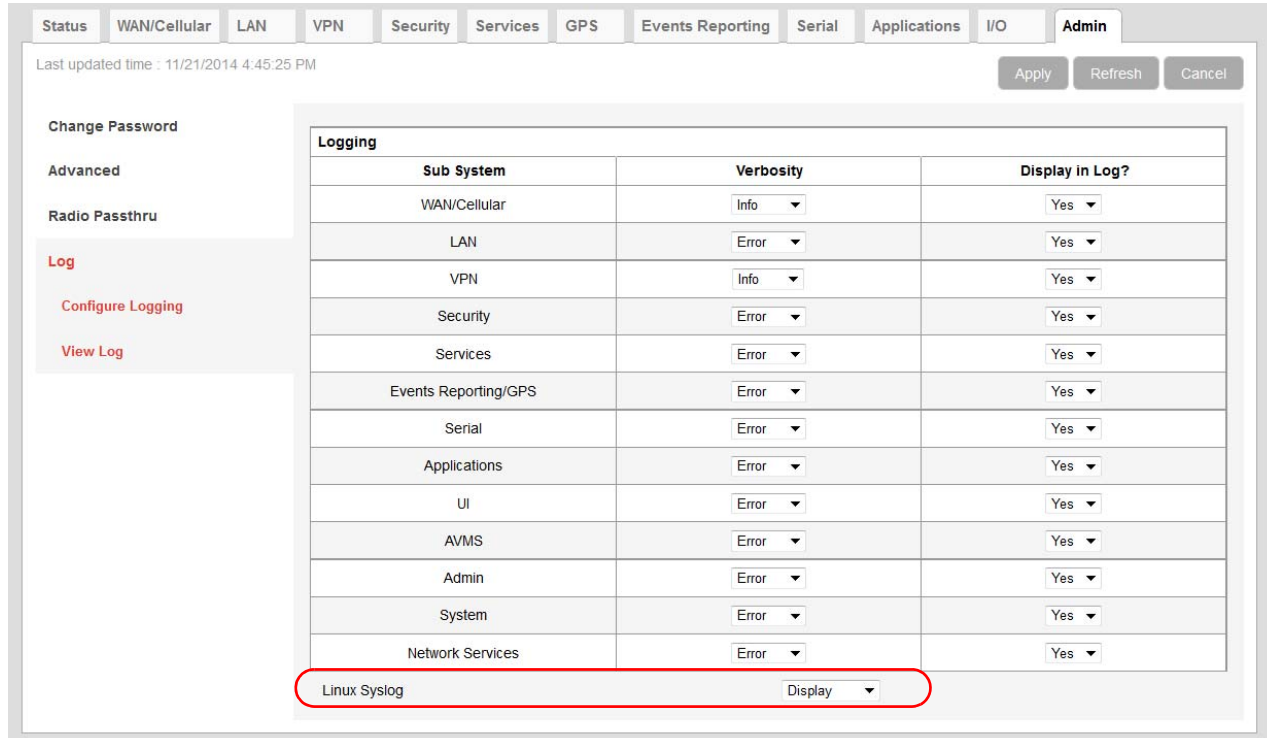 Status WAN/Cellular LAN VPN Security Services GPS Events Reporting Serial Applications I/O Admin
Last updated time : 11/21/2014 4:45:25 PM
Apply Refresh Cancel
Change Password
Advanced
Radio Passthru
Log
Configure Logging
View Log
Logging
Sub System Verbosity Display in Log?
WAN/Cellular Info Yes
LAN Error Yes
VPN Info Yes
Security Error Yes
Services Error Yes
Events Reporting/GPS Error Yes
Serial Error Yes
Applications Error Yes
UI Error Yes
AVMS Error Yes
Admin Error Yes
System Error Yes
Network Services Error Yes
Linux Syslog Display